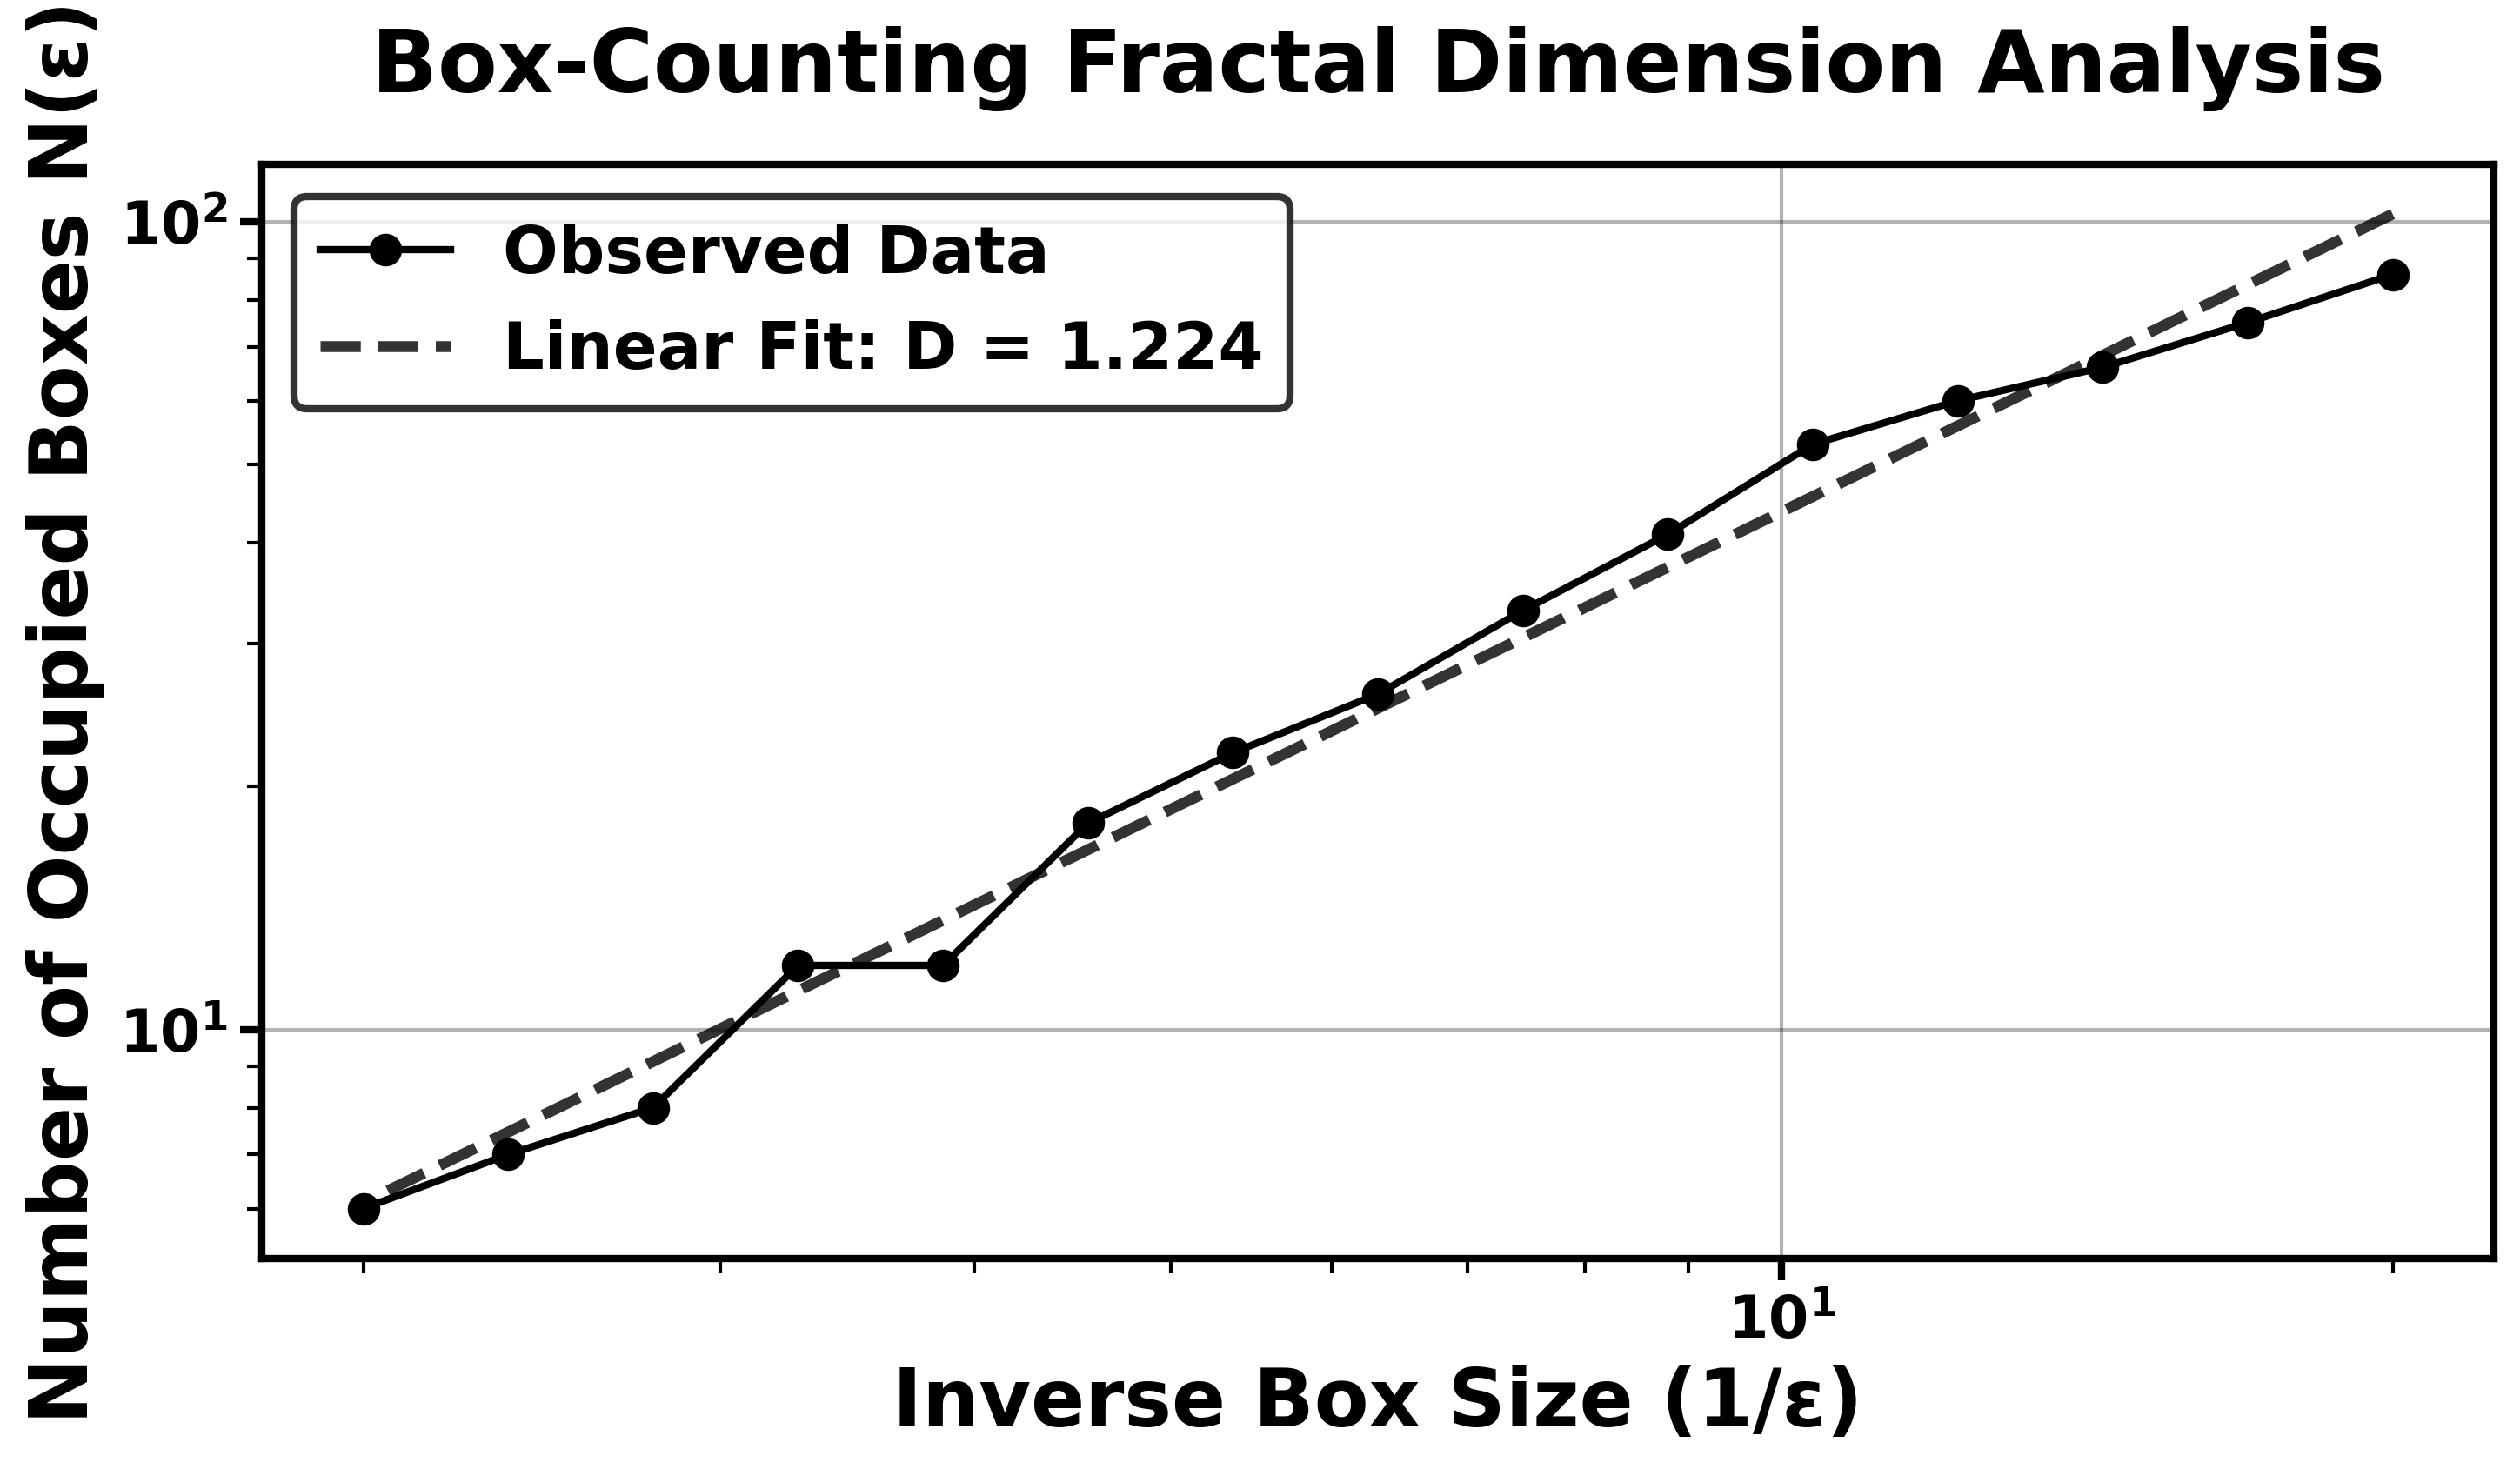 Box-Counting Fractal Dimension Analysis
Number of Occupied Boxes N(ε)
10²
10¹
Observed Data
Linear Fit: D = 1.224
10¹
Inverse Box Size (1/ε)